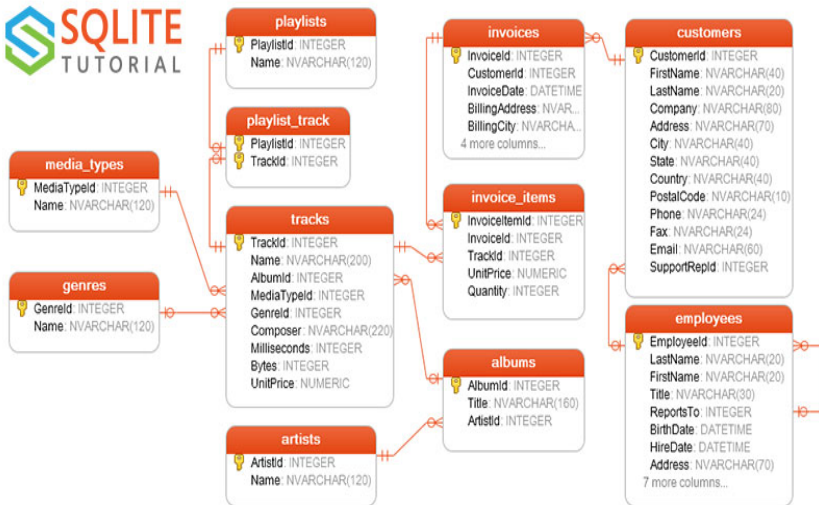 SQLITE
TUTORIAL
playlists
PlaylistId: INTEGER
Name: NVARCHAR(120)
playlist_track
PlaylistId: INTEGER
TrackId: INTEGER
media_types
MediaTypeId: INTEGER
Name: NVARCHAR(120)
genres
GenreId: INTEGER
Name: NVARCHAR(120)
tracks
TrackId: INTEGER
Name: NVARCHAR(200)
AlbumId: INTEGER
MediaTypeId: INTEGER
GenreId: INTEGER
Composer: NVARCHAR(220)
Milliseconds: INTEGER
Bytes: INTEGER
UnitPrice: NUMERIC
artists
ArtistId: INTEGER
Name: NVARCHAR(120)
invoices
InvoiceId: INTEGER
CustomerId: INTEGER
InvoiceDate: DATETIME
BillingAddress: NVAR...
BillingCity: NVARCHA...
4 more columns...
invoice_items
InvoiceItemId: INTEGER
InvoiceId: INTEGER
TrackId: INTEGER
UnitPrice: NUMERIC
Quantity: INTEGER
albums
AlbumId: INTEGER
Title: NVARCHAR(160)
ArtistId: INTEGER
customers
CustomerId: INTEGER
FirstName: NVARCHAR(40)
LastName: NVARCHAR(20)
Company: NVARCHAR(80)
Address: NVARCHAR(70)
City: NVARCHAR(40)
State: NVARCHAR(40)
Country: NVARCHAR(40)
PostalCode: NVARCHAR(10)
Phone: NVARCHAR(24)
Fax: NVARCHAR(24)
Email: NVARCHAR(60)
SupportRepId: INTEGER
employees
EmployeeId: INTEGER
LastName: NVARCHAR(20)
FirstName: NVARCHAR(20)
Title: NVARCHAR(30)
ReportsTo: INTEGER
BirthDate: DATETIME
HireDate: DATETIME
Address: NVARCHAR(70)
7 more columns...